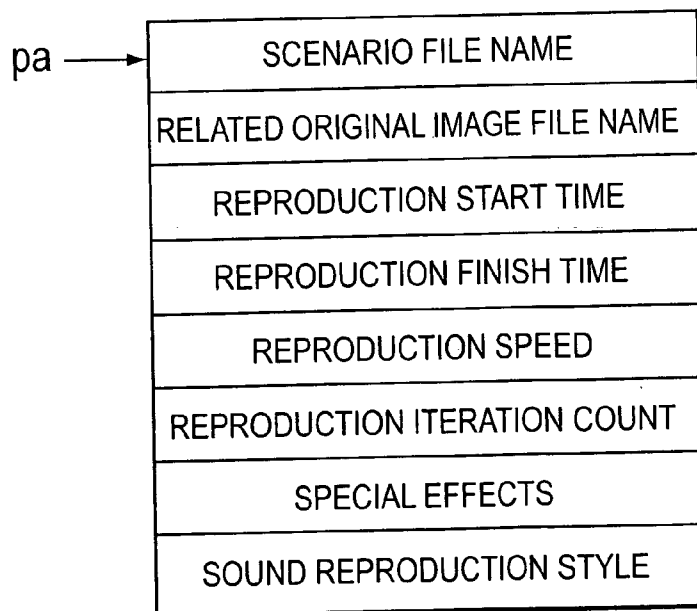 pa
SCENARIO FILE NAME
RELATED ORIGINAL IMAGE FILE NAME
REPRODUCTION START TIME
REPRODUCTION FINISH TIME
REPRODUCTION SPEED
REPRODUCTION ITERATION COUNT
SPECIAL EFFECTS
SOUND REPRODUCTION STYLE